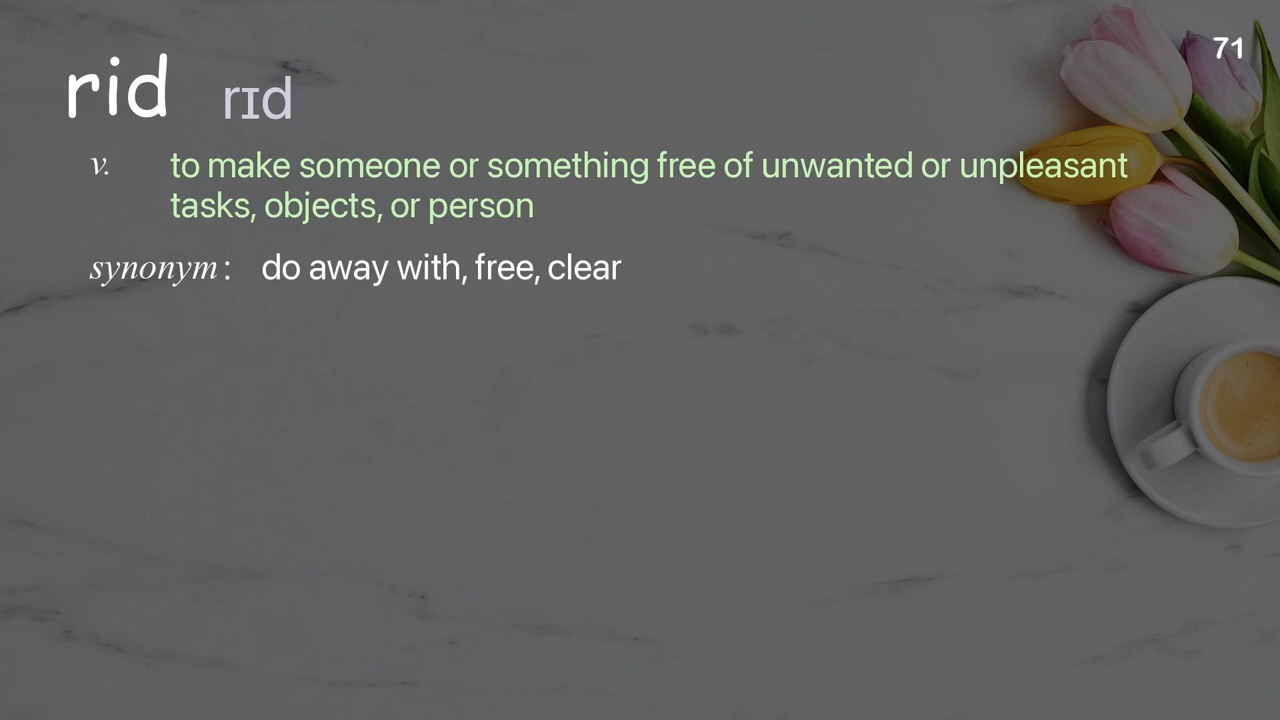 71
rid rɪd
v. to make someone or something free of unwanted or unpleasant
tasks, objects, or person
synonym: do away with, free, clear